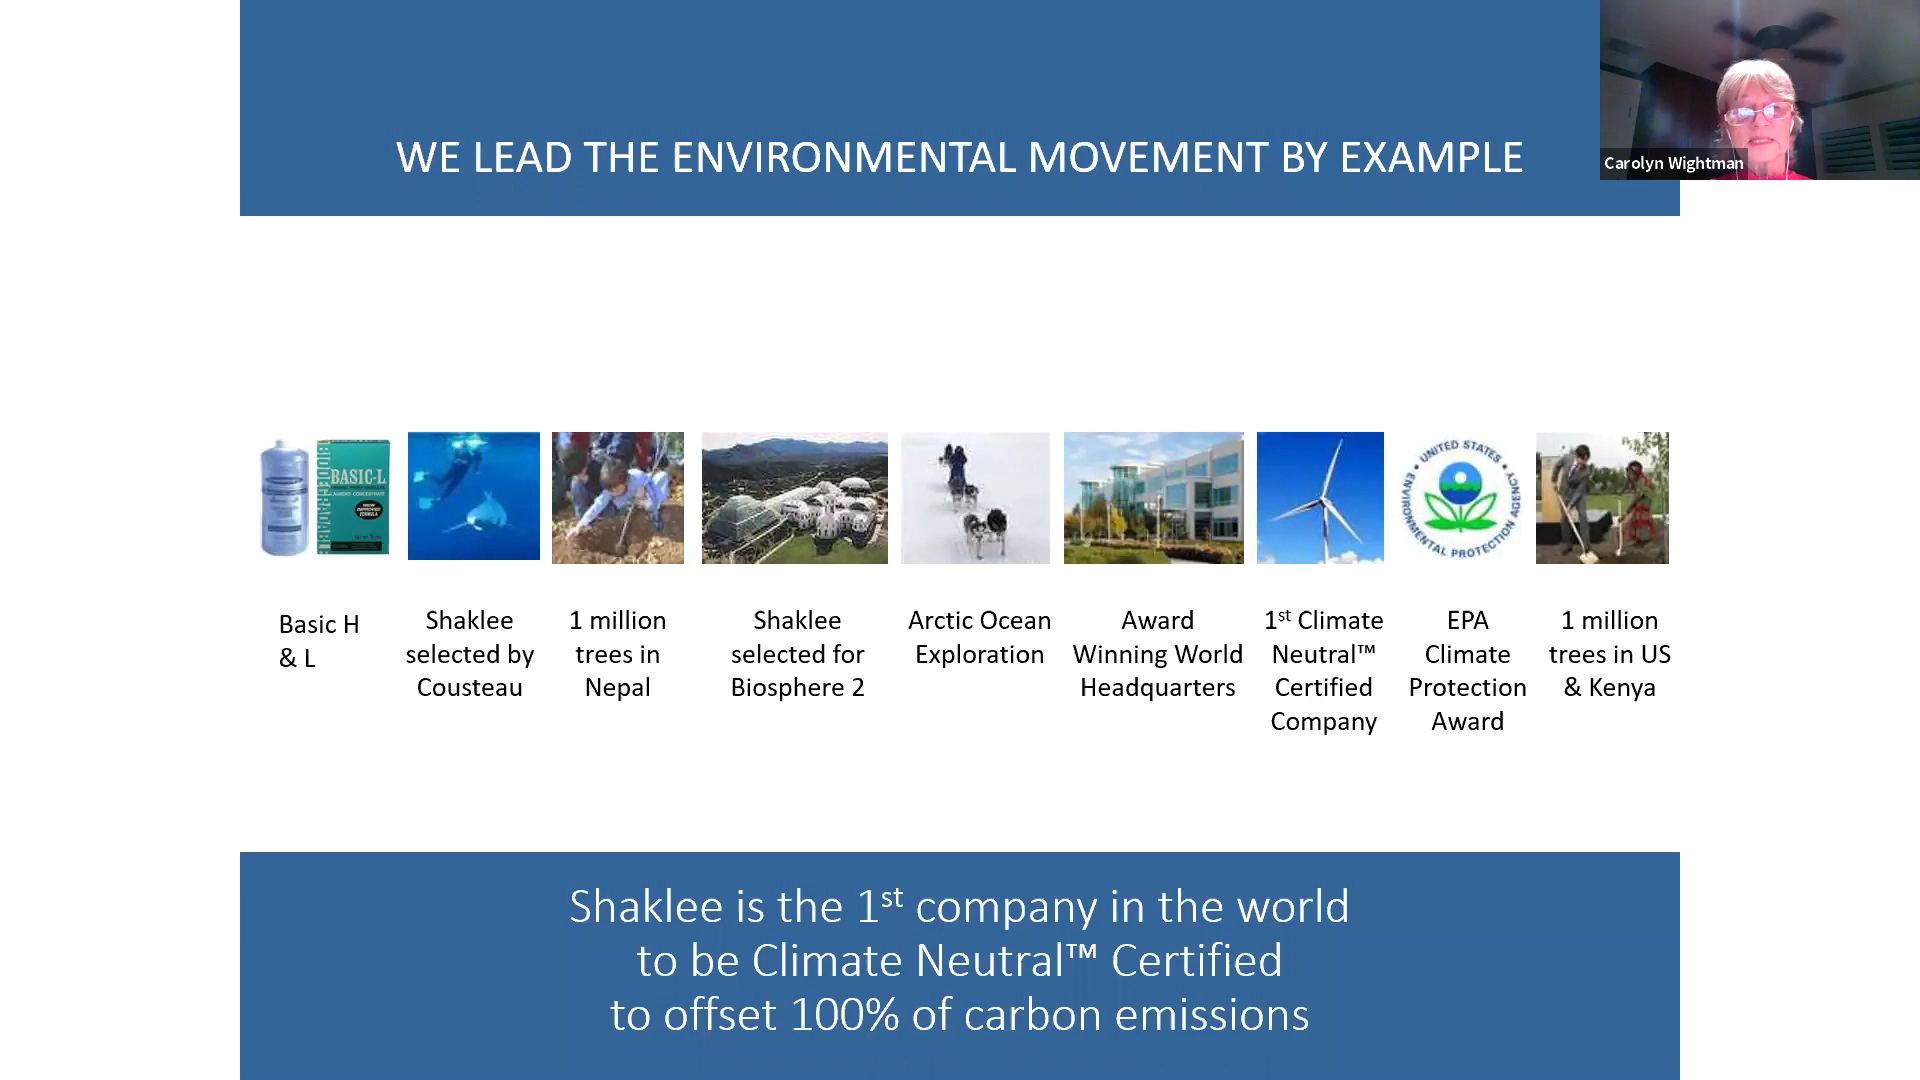 WE LEAD THE ENVIRONMENTAL MOVEMENT BY EXAMPLE
Carolyn Wightman
BIODEGRADABLE
BASIC-L
UNITED STATES
ENVIRONMENTAL PROTECTION AGENCY
Basic H
& L
Shaklee
selected by
Cousteau
1 million
trees in
Nepal
Shaklee
selected for
Biosphere 2
Arctic Ocean
Exploration
Award
Winning World
Headquarters
1st Climate
Neutral™
Certified
Company
EPA
Climate
Protection
Award
1 million
trees in US
& Kenya
Shaklee is the 1st company in the world
to be Climate Neutral™ Certified
to offset 100% of carbon emissions